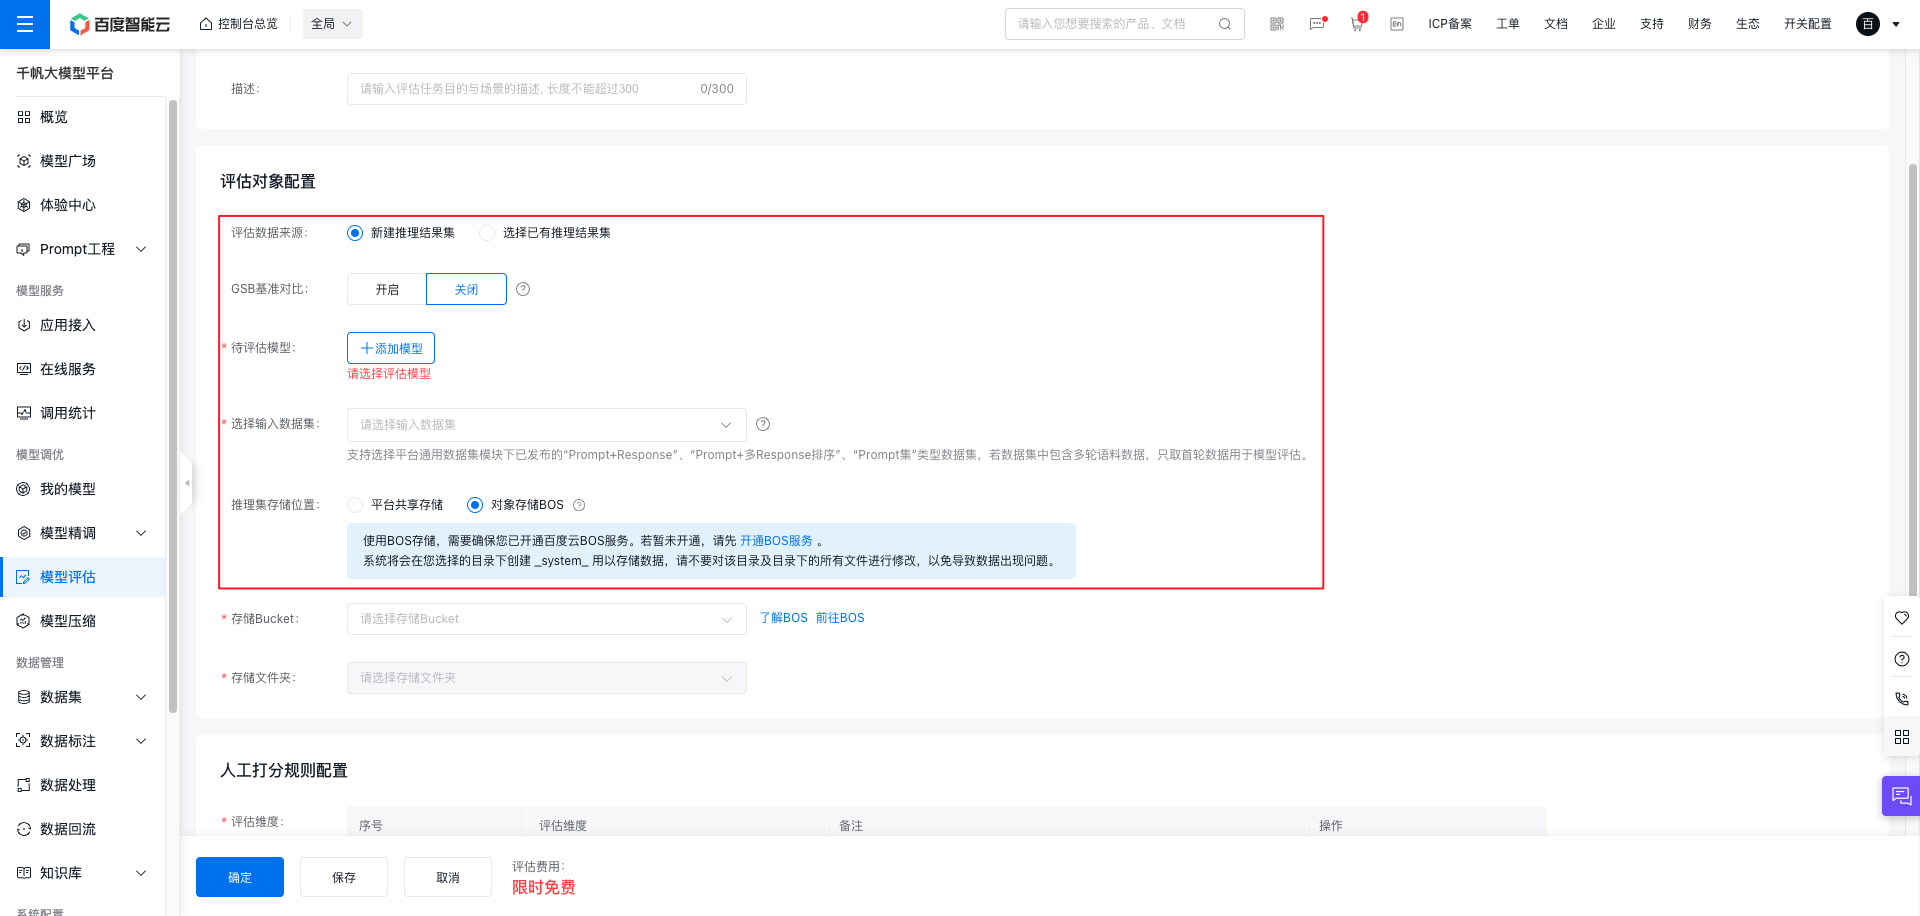 百度智能云
控制台总览
全局
请输入您想要搜索的产品、文档
1
En
ICP备案
工单
文档
企业
支持
财务
生态
开关配置
百
千帆大模型平台
概览
模型广场
体验中心
Prompt工程
模型服务
应用接入
在线服务
调用统计
模型调优
我的模型
模型精调
模型评估
模型压缩
数据管理
数据集
数据标注
数据处理
数据回流
知识库
系统配置
描述：
请输入评估任务目的与场景的描述, 长度不能超过300
0/300
评估对象配置
评估数据来源：
新建推理结果集
选择已有推理结果集
GSB基准对比：
开启
关闭
* 待评估模型：
添加模型
请选择评估模型
* 选择输入数据集：
请选择输入数据集
支持选择平台通用数据集模块下已发布的“Prompt+Response”、“Prompt+多Response排序”、“Prompt集”类型数据集，若数据集中包含多轮语料数据，只取首轮数据用于模型评估。
推理集存储位置：
平台共享存储
对象存储BOS
使用BOS存储，需要确保您已开通百度云BOS服务。若暂未开通，请先 开通BOS服务 。
系统将会在您选择的目录下创建 _system_ 用以存储数据，请不要对该目录及目录下的所有文件进行修改，以免导致数据出现问题。
* 存储Bucket：
请选择存储Bucket
了解BOS
前往BOS
* 存储文件夹：
请选择存储文件夹
人工打分规则配置
* 评估维度：
序号
评估维度
备注
操作
确定
保存
取消
评估费用：
限时免费